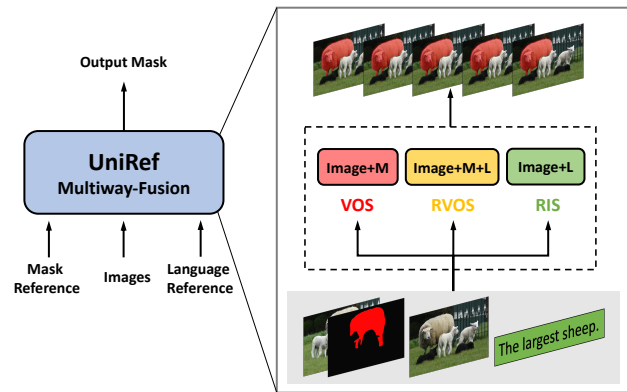 Output Mask
UniRef
Multiway-Fusion
Mask
Reference
Images
Language
Reference
Image+M
Image+M+L
Image+L
VOS
RVOS
RIS
The largest sheep.